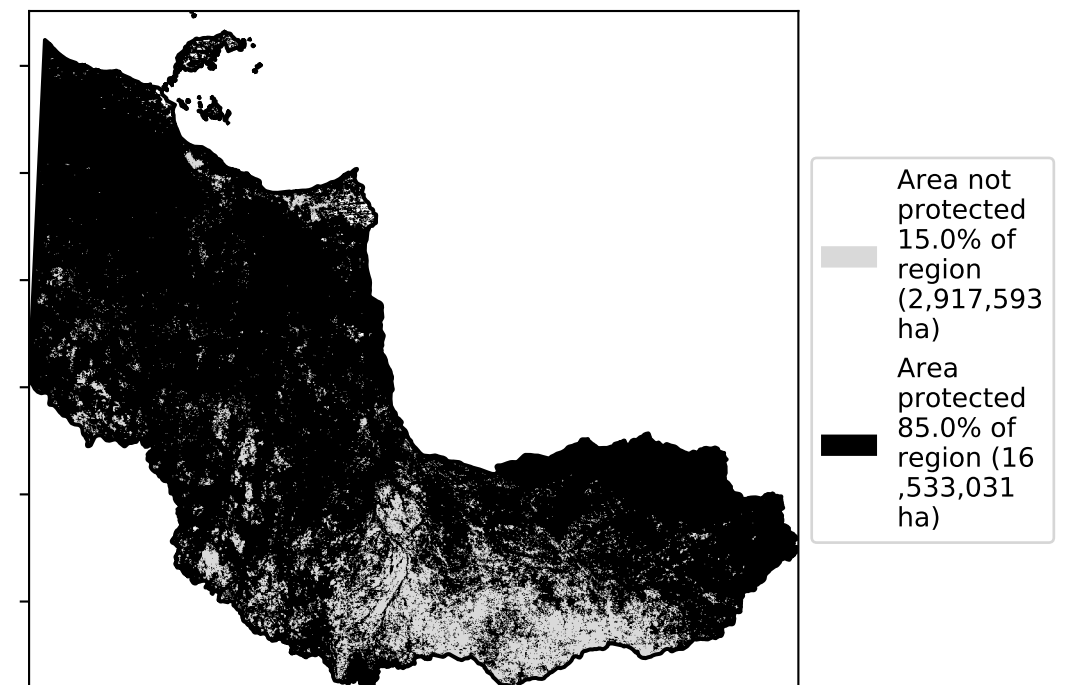 Area not
protected
15.0% of
region
(2,917,593
ha)
Area
protected
85.0% of
region (16
,533,031
ha)